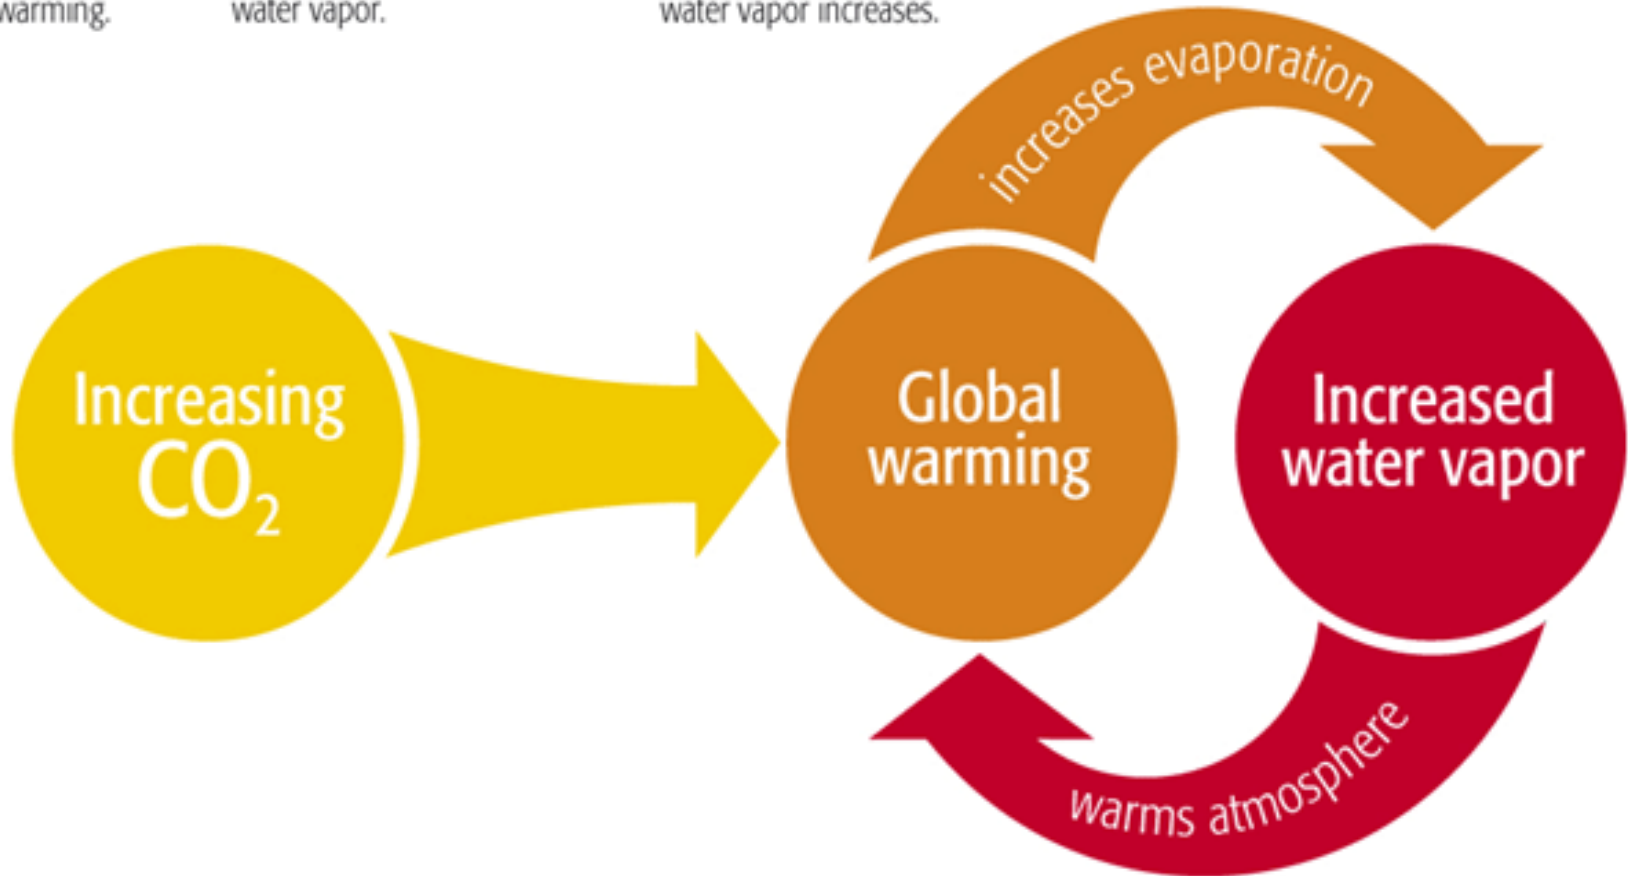 warming.
water vapor.
water vapor increases.
increases evaporation
Increasing
CO₂
Global
warming
Increased
water vapor
warms atmosphere